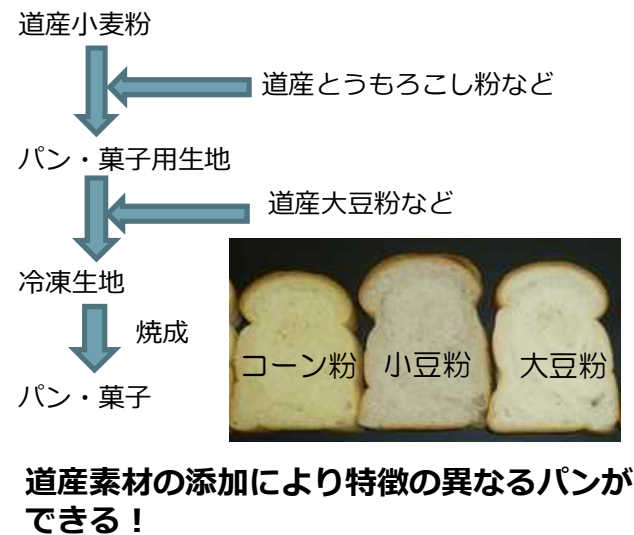 道産小麦粉
道産とうもろこし粉など
パン・菓子用生地
道産大豆粉など
冷凍生地
焼成
コーン粉
小豆粉
大豆粉
パン・菓子
道産素材の添加により特徴の異なるパンが
できる！